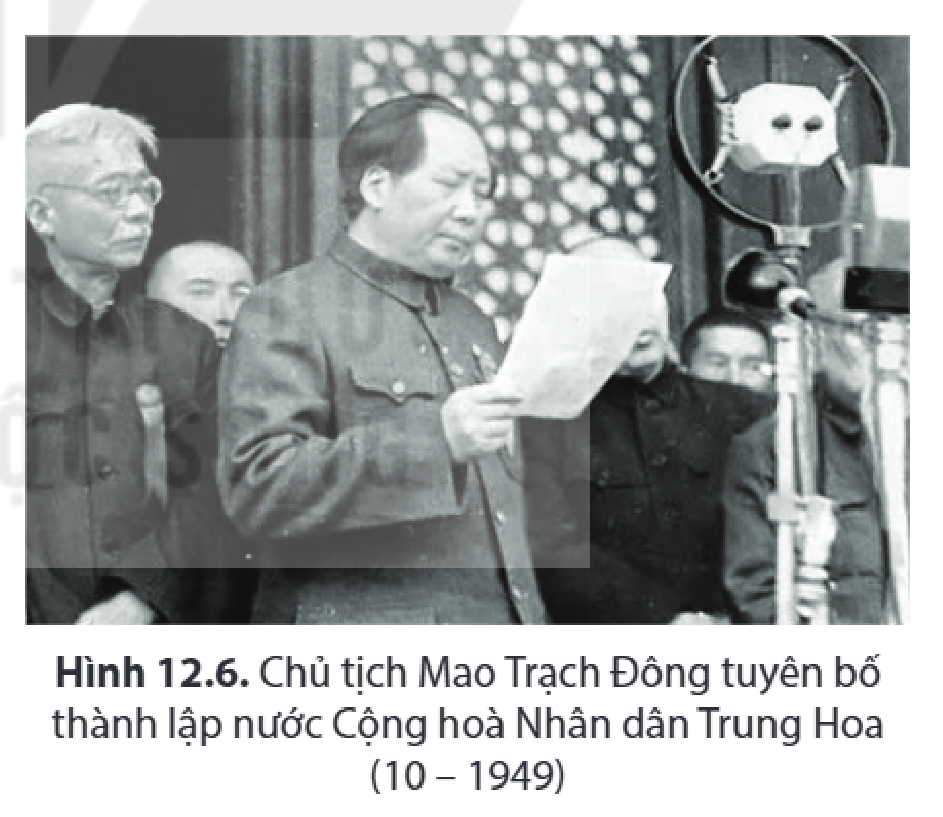 Hình 12.6. Chủ tịch Mao Trạch Đông tuyên bố
thành lập nước Cộng hoà Nhân dân Trung Hoa
(10 – 1949)